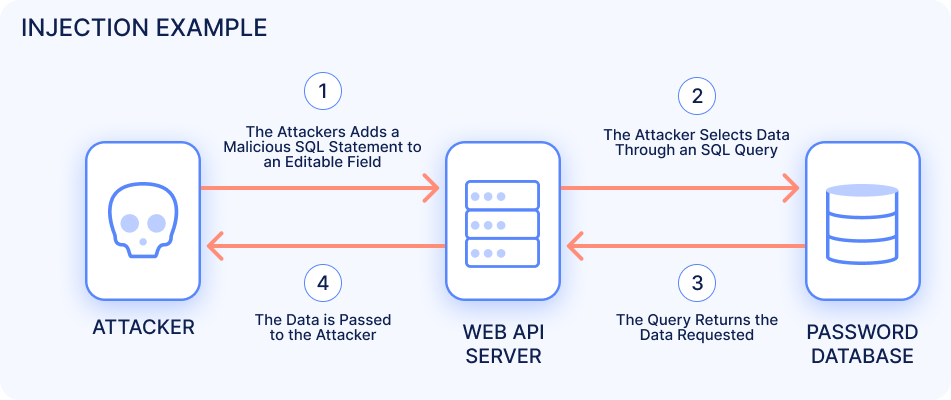 INJECTION EXAMPLE
1
The Attackers Adds a
Malicious SQL Statement to
an Editable Field
2
The Attacker Selects Data
Through an SQL Query
4
The Data is Passed
to the Attacker
3
The Query Returns the
Data Requested
ATTACKER
WEB API
SERVER
PASSWORD
DATABASE